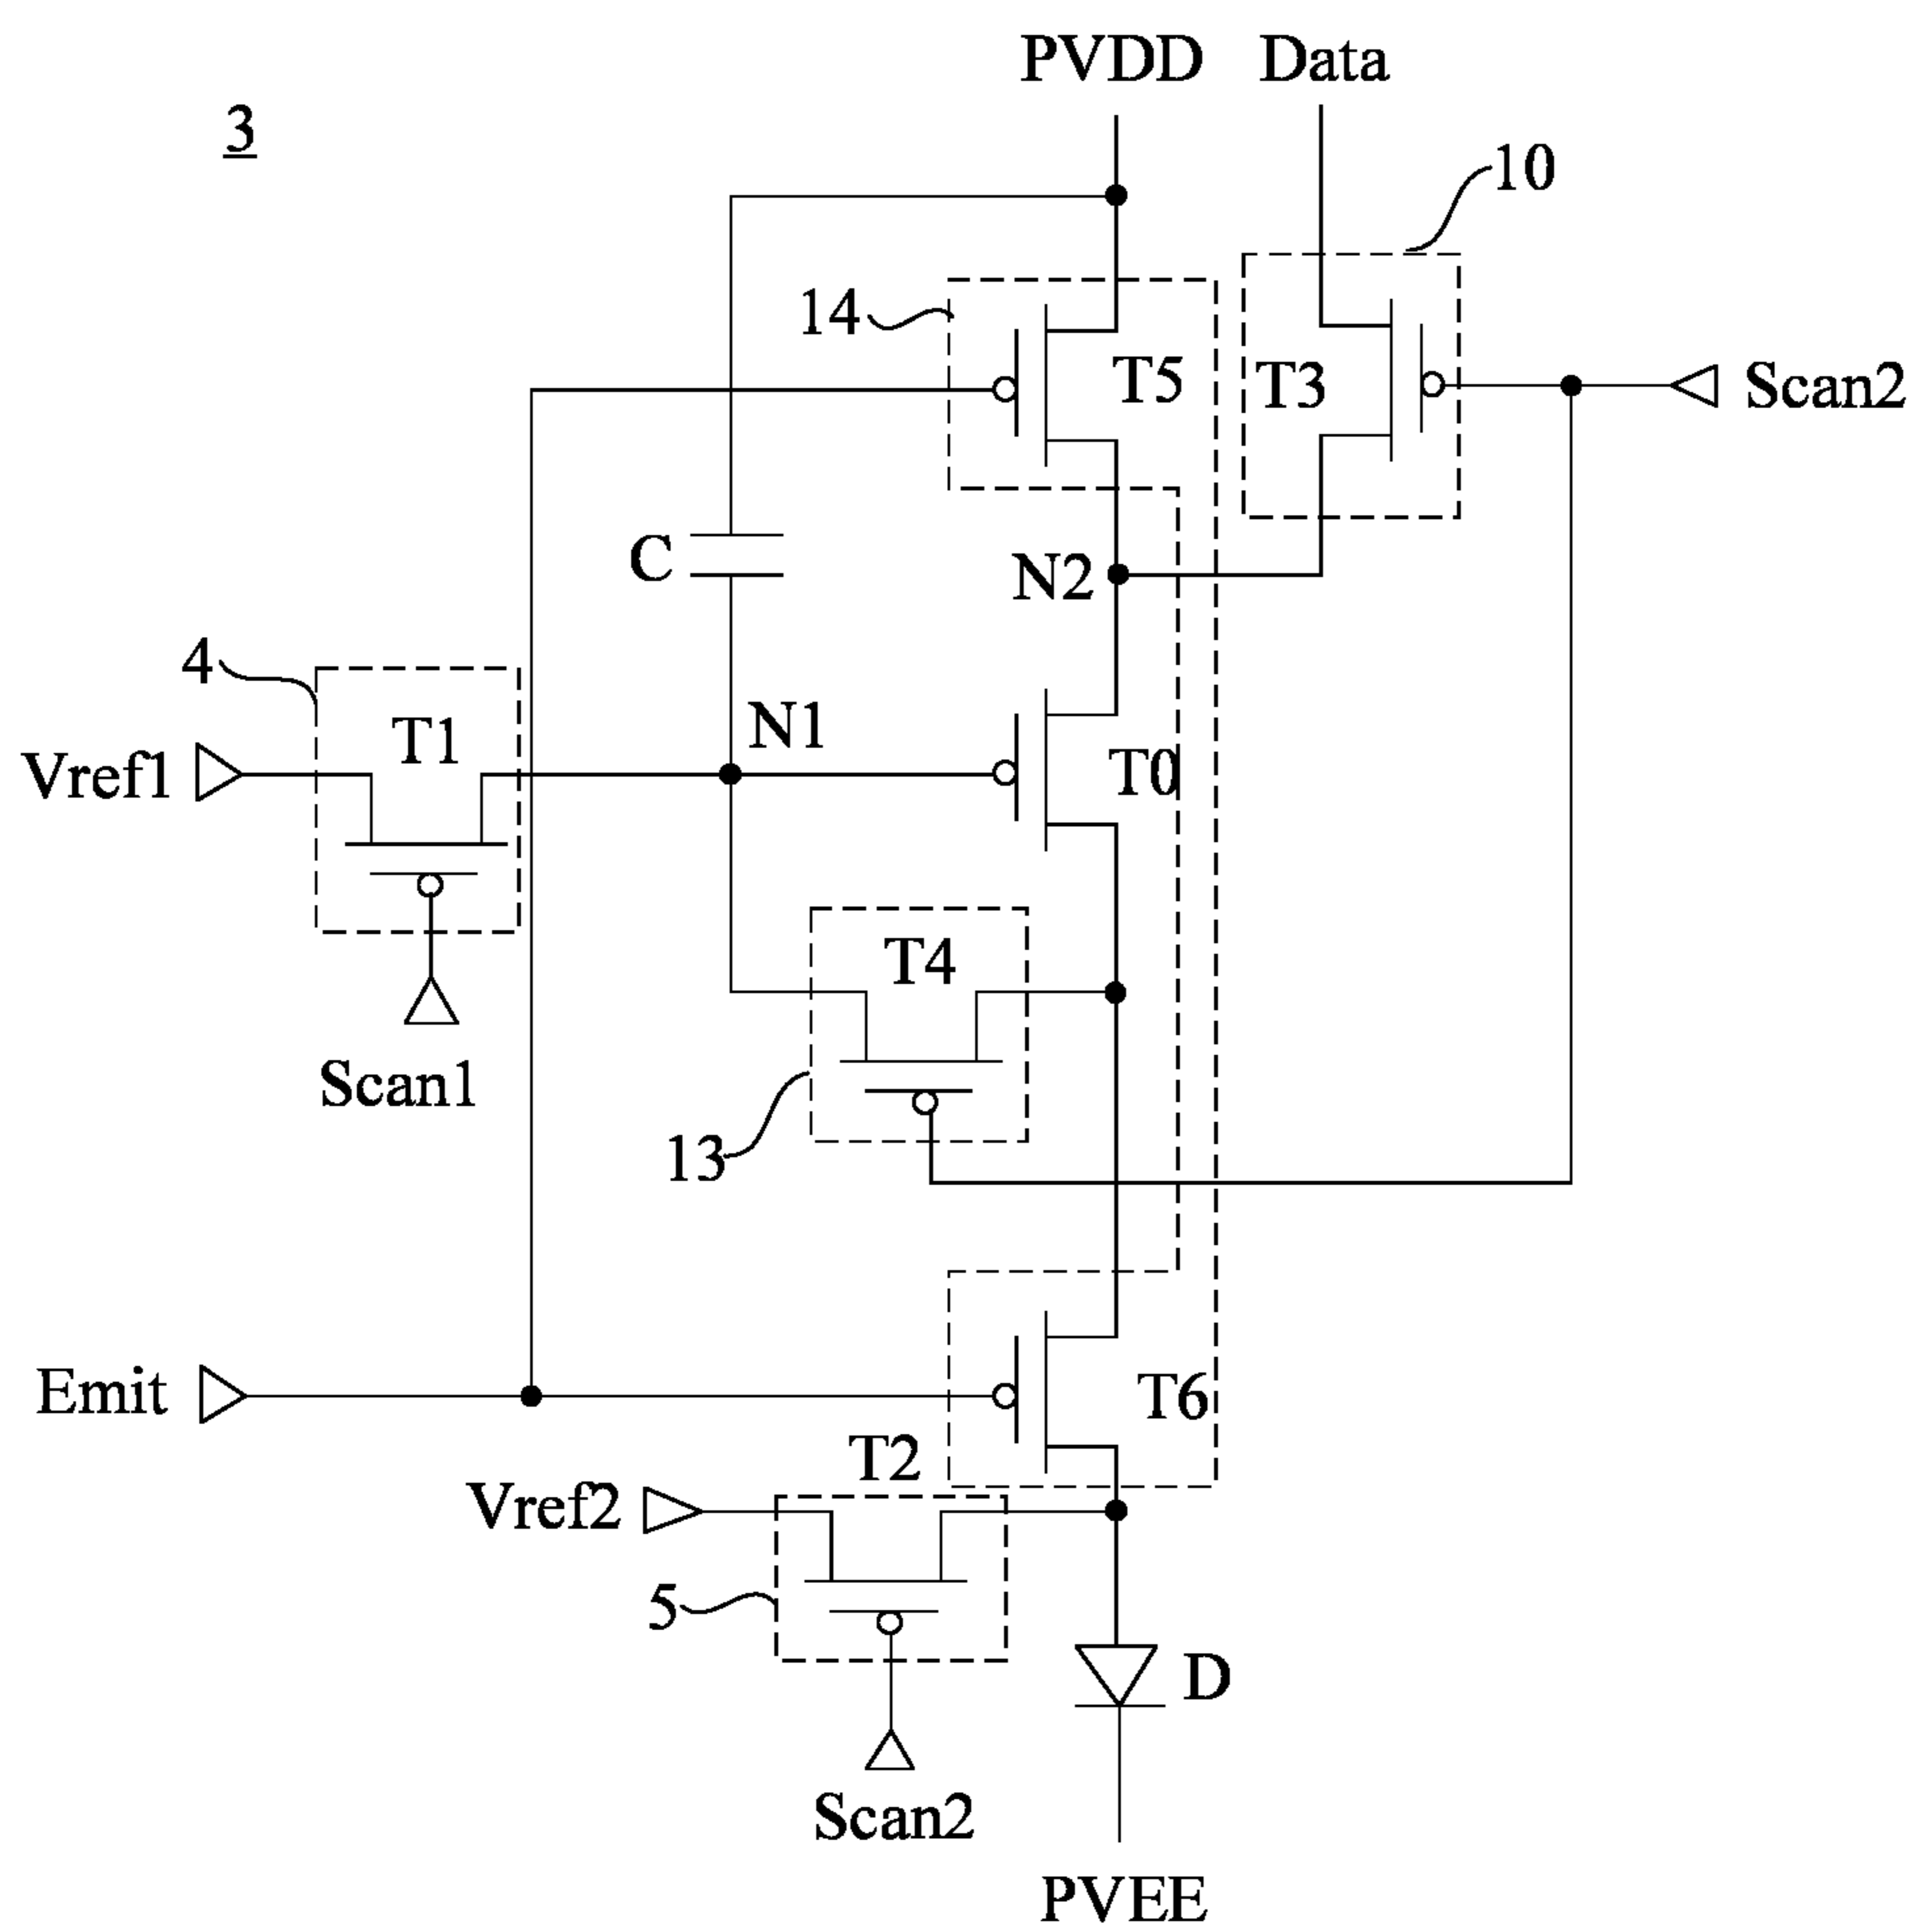 PVDD Data
3
10
14
T5
T3
Scan2
C
N2
4
T1
N1
Vref1
T0
T4
Scan1
13
Emit
T6
T2
Vref2
5
D
Scan2
PVEE